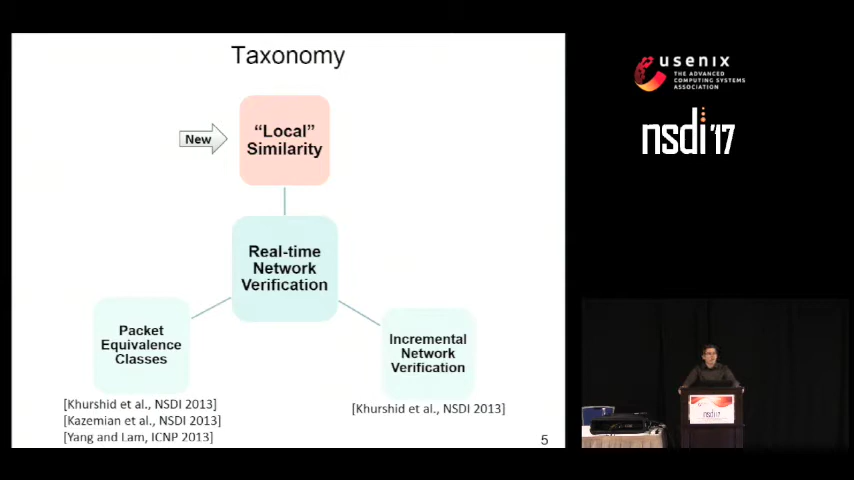 Taxonomy
New
“Local”
Similarity
Real-time
Network
Verification
Packet
Equivalence
Classes
Incremental
Network
Verification
[Khurshid et al., NSDI 2013]
[Kazemian et al., NSDI 2013]
[Yang and Lam, ICNP 2013]
[Khurshid et al., NSDI 2013]
5
usenix
THE ADVANCED
COMPUTING SYSTEMS
ASSOCIATION
nsdi '17
nsdi'17